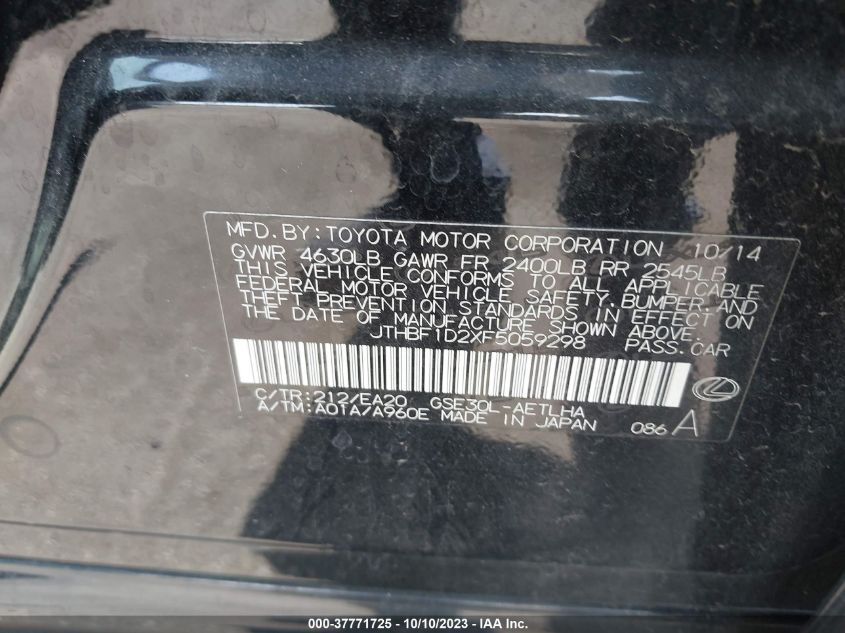 MFD. BY: TOYOTA MOTOR CORPORATION 10/14
GVWR 4630LB GAWR FR 2400LB RR 2545LB
THIS VEHICLE CONFORMS TO ALL APPLICABLE
FEDERAL MOTOR VEHICLE SAFETY, BUMPER, AND
THEFT PREVENTION STANDARDS IN EFFECT ON
THE DATE OF MANUFACTURE SHOWN ABOVE.
JTHBF1D2XF5059298 PASS. CAR
C/TR: 212/EA20 GSE30L-AETLHA
A/TM: A01A/A960E MADE IN JAPAN 086 A
000-37771725 - 10/10/2023 - IAA Inc.